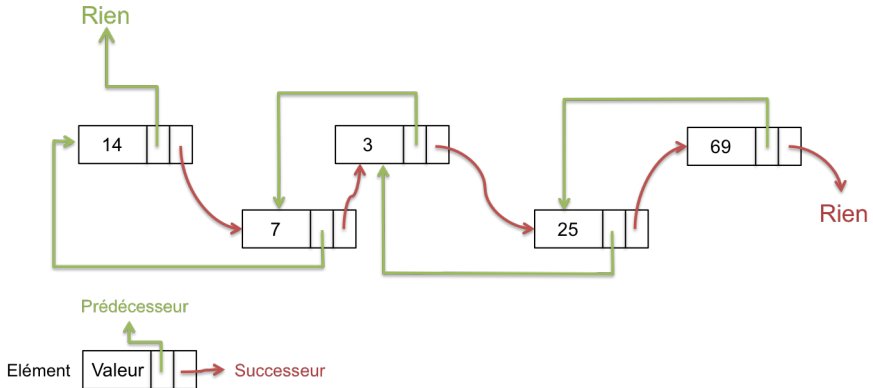 Rien
14
3
69
7
25
Rien
Prédécesseur
Elément
Valeur
Successeur